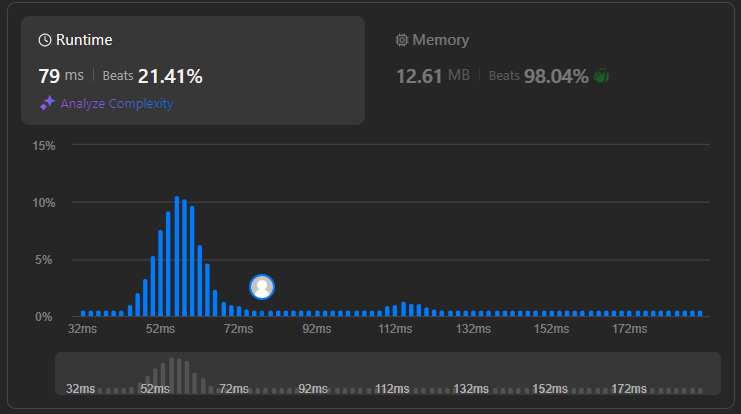 Runtime
79 ms | Beats 21.41%
Analyze Complexity
Memory
12.61 MB | Beats 98.04%
15%
10%
5%
0%
32ms 52ms 72ms 92ms 112ms 132ms 152ms 172ms
32ms 52ms 72ms 92ms 112ms 132ms 152ms 172ms